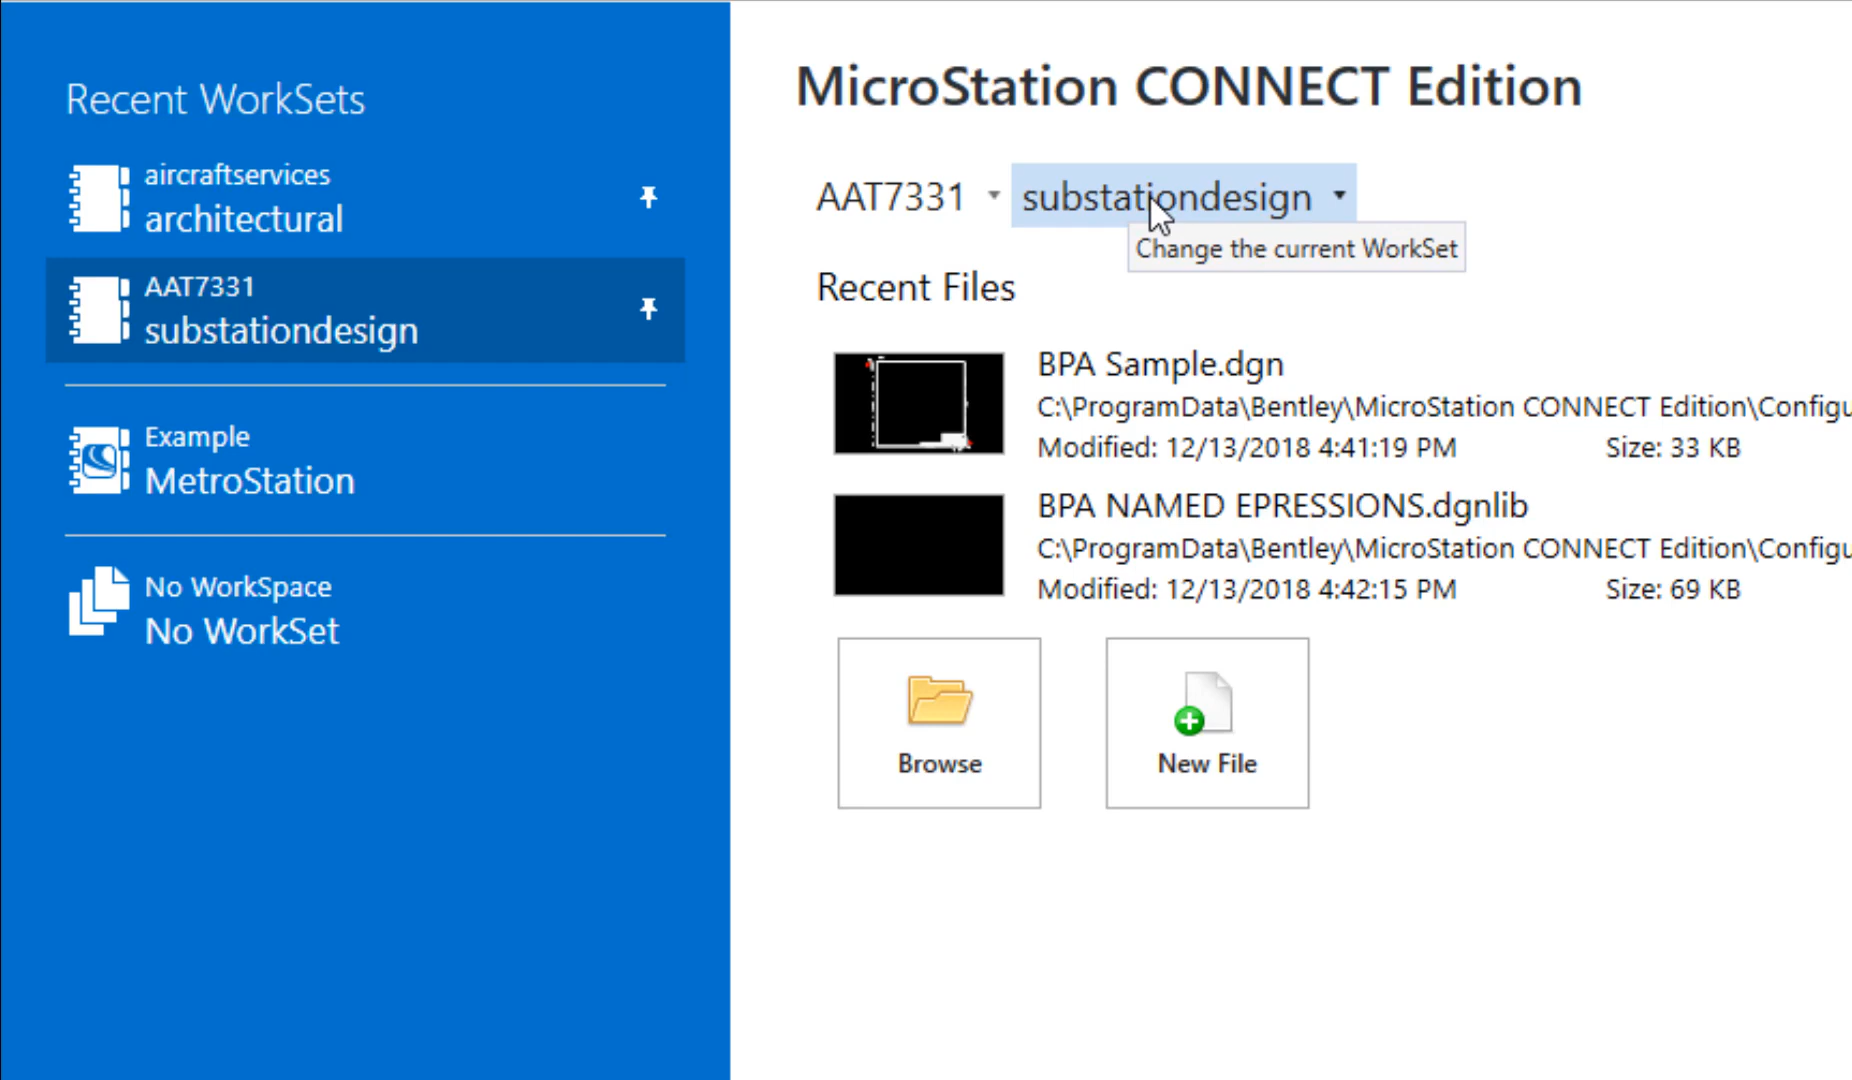 Recent WorkSets
aircraftservices
architectural
AAT7331
substationdesign
Example
MetroStation
No WorkSpace
No WorkSet
MicroStation CONNECT Edition
AAT7331 substationdesign
Change the current WorkSet
Recent Files
BPA Sample.dgn
C:\ProgramData\Bentley\MicroStation CONNECT Edition\Configu
Modified: 12/13/2018 4:41:19 PM Size: 33 KB
BPA NAMED EPRESSIONS.dgnlib
C:\ProgramData\Bentley\MicroStation CONNECT Edition\Configu
Modified: 12/13/2018 4:42:15 PM Size: 69 KB
Browse New File